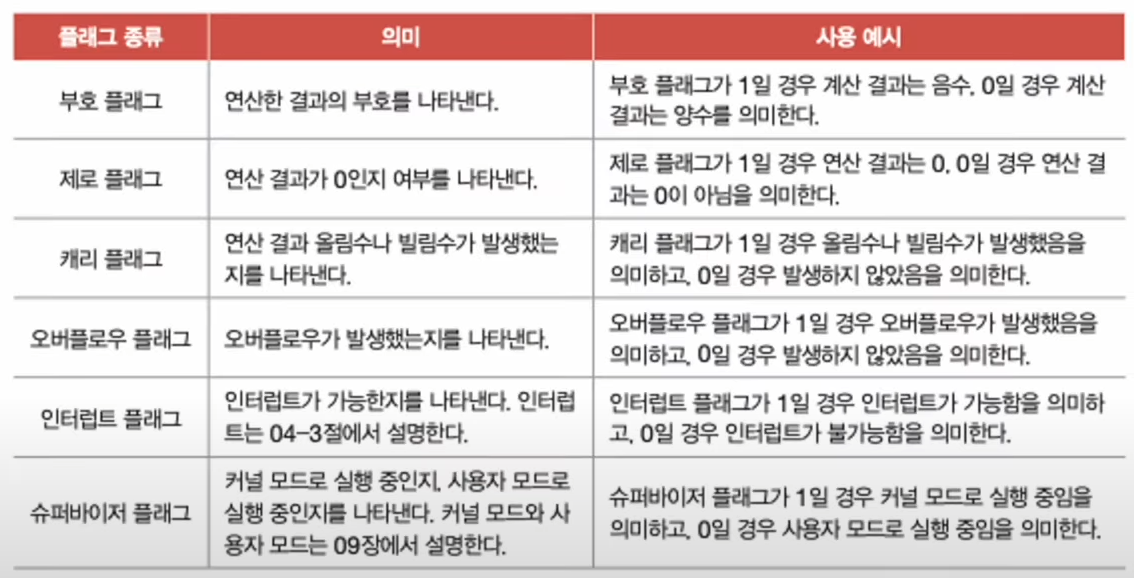 플래그 종류
의미
사용 예시
부호 플래그
연산한 결과의 부호를 나타낸다.
부호 플래그가 1일 경우 계산 결과는 음수, 0일 경우 계산
결과는 양수를 의미한다.
제로 플래그
연산 결과가 0인지 여부를 나타낸다.
제로 플래그가 1일 경우 연산 결과는 0, 0일 경우 연산 결
과는 0이 아님을 의미한다.
캐리 플래그
연산 결과 올림수나 빌림수가 발생했는
지를 나타낸다.
캐리 플래그가 1일 경우 올림수나 빌림수가 발생했음을
의미하고, 0일 경우 발생하지 않았음을 의미한다.
오버플로우 플래그
오버플로우가 발생했는지를 나타낸다.
오버플로우 플래그가 1일 경우 오버플로우가 발생했음을
의미하고, 0일 경우 발생하지 않았음을 의미한다.
인터럽트 플래그
인터럽트가 가능한지를 나타낸다. 인터럽
트는 04-3절에서 설명한다.
인터럽트 플래그가 1일 경우 인터럽트가 가능함을 의미하
고, 0일 경우 인터럽트가 불가능함을 의미한다.
슈퍼바이저 플래그
커널 모드로 실행 중인지, 사용자 모드로
실행 중인지를 나타낸다. 커널 모드와 사
용자 모드는 09장에서 설명한다.
슈퍼바이저 플래그가 1일 경우 커널 모드로 실행 중임을
의미하고, 0일 경우 사용자 모드로 실행 중임을 의미한다.